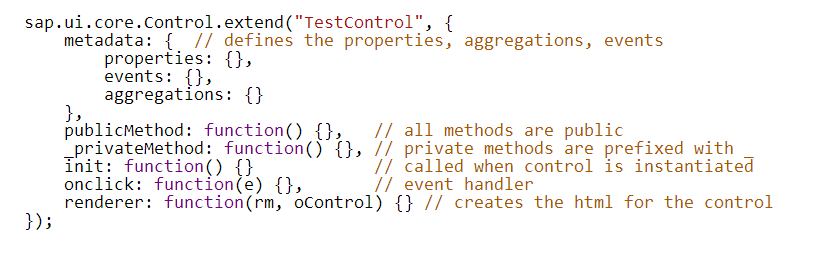 sap.ui.core.Control.extend("TestControl", {
    metadata: {  // defines the properties, aggregations, events
        properties: {},
        events: {},
        aggregations: {}
    },
    publicMethod: function() {},   // all methods are public
    _privateMethod: function() {}, // private methods are prefixed with _
    init: function() {}            // called when control is instantiated
    onclick: function(e) {},       // event handler
    renderer: function(rm, oControl) {} // creates the html for the control
});